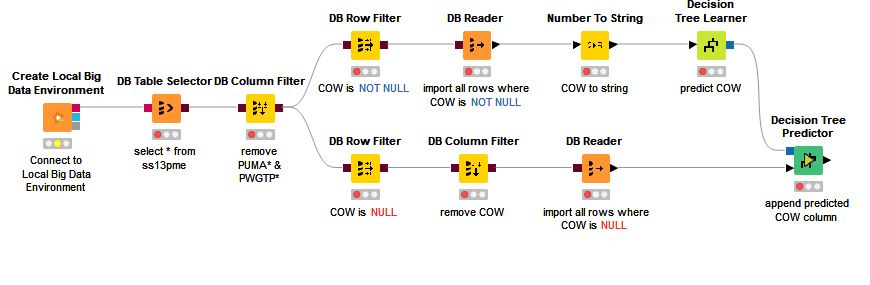 Create Local Big
Data Environment
Connect to
Local Big Data
Environment
DB Table Selector
select * from
ss13pme
DB Column Filter
remove
PUMA* &
PWGTP*
DB Row Filter
COW is NOT NULL
DB Reader
import all rows where
COW is NOT NULL
Number To String
COW to string
Decision
Tree Learner
predict COW
DB Row Filter
COW is NULL
DB Column Filter
remove COW
DB Reader
import all rows where
COW is NULL
Decision Tree
Predictor
append predicted
COW column